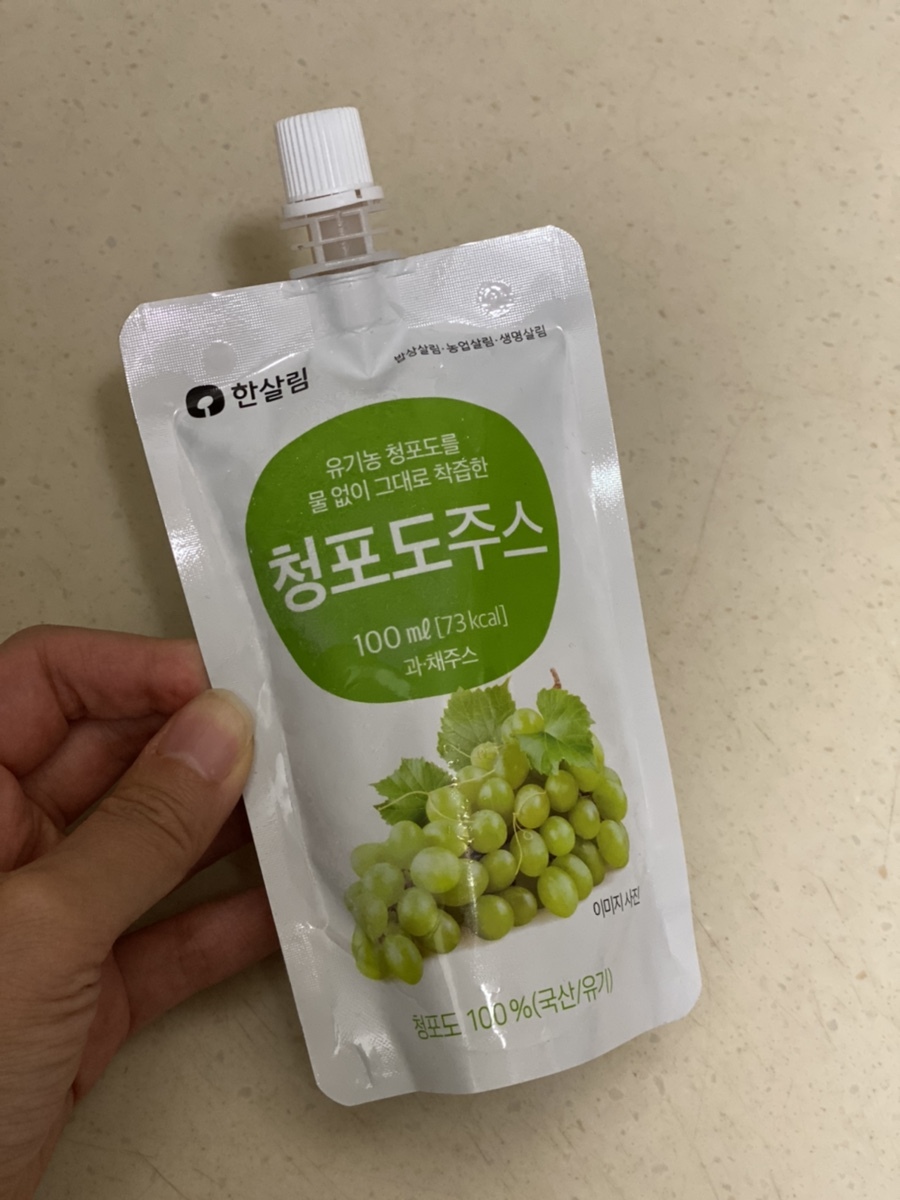 한살림
밥상살림·농업살림·생명살림
유기농 청포도를
물 없이 그대로 착즙한
청포도주스
100 ㎖ [73 kcal]
과·채주스
이미지 사진
청포도 100 %(국산/유기)